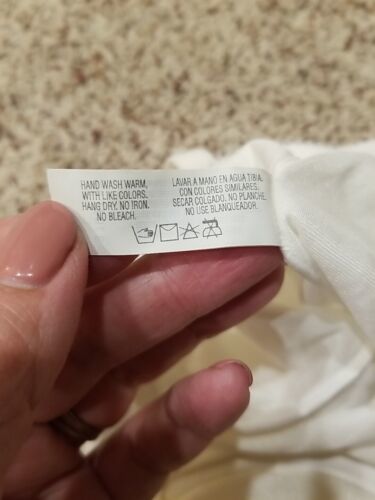 HAND WASH WARM,
WITH LIKE COLORS.
HANG DRY. NO IRON.
NO BLEACH.
LAVAR A MANO EN AGUA TIBIA.
CON COLORES SIMILARES.
SECAR COLGADO. NO PLANCHE.
NO USE BLANQUEADOR.